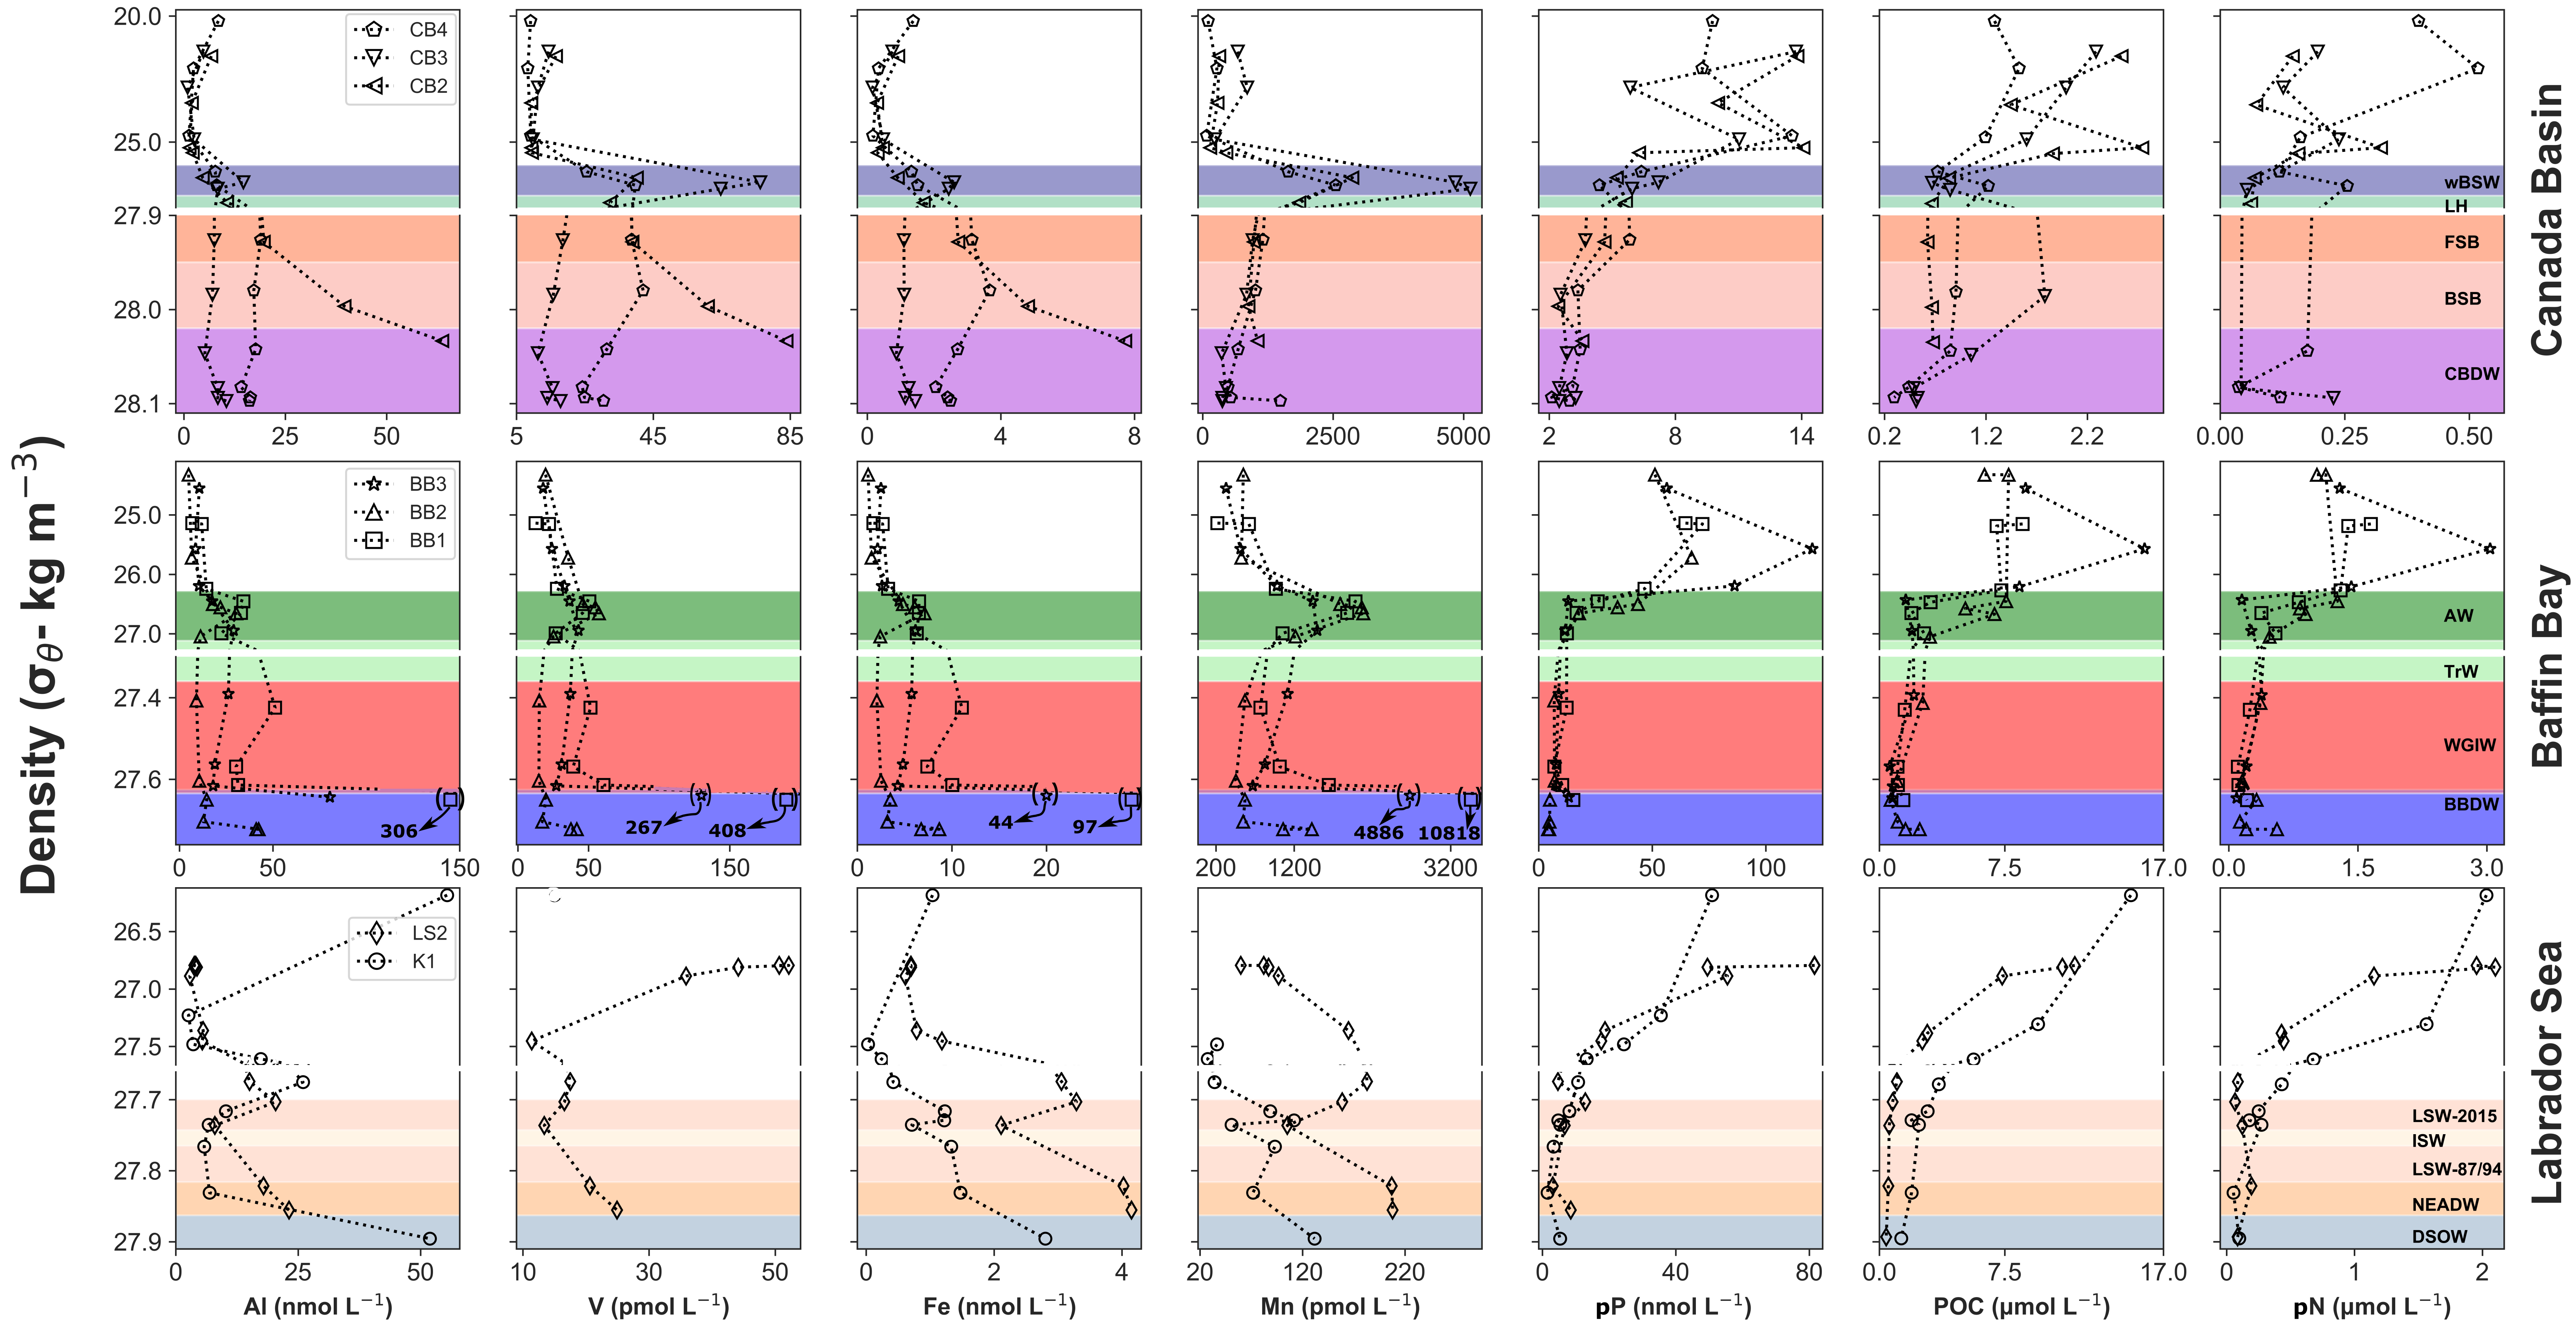 Density (σθ- kg m−3)
Canada Basin
20.0
25.0
27.9
28.0
28.1
CB4
CB3
CB2
wBSW
LH
FSB
BSB
CBDW
0 25 50
5 45 85
0 4 8
0 2500 5000
2 8 14
0.2 1.2 2.2
0.00 0.25 0.50
Baffin Bay
25.0
26.0
27.0
27.4
27.6
BB3
BB2
BB1
AW
TrW
WGIW
BBDW
306
267 408
44 97
4886 10818
0 50 150
0 50 150
0 10 20
200 1200 3200
0 50 100
0.0 7.5 17.0
0.0 1.5 3.0
Labrador Sea
26.5
27.0
27.5
27.7
27.8
27.9
LS2
K1
LSW-2015
ISW
LSW-87/94
NEADW
DSOW
0 25 50
10 30 50
0 2 4
20 120 220
0 40 80
0.0 7.5 17.0
0 1 2
Al (nmol L−1)
V (pmol L−1)
Fe (nmol L−1)
Mn (pmol L−1)
pP (nmol L−1)
POC (µmol L−1)
pN (µmol L−1)